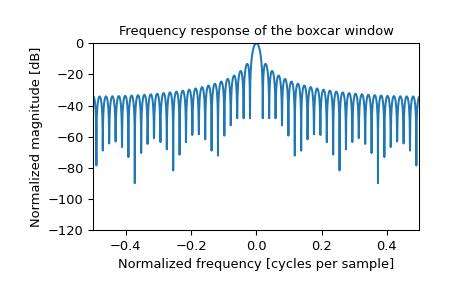 Frequency response of the boxcar window
Normalized magnitude [dB]
0
−20
−40
−60
−80
−100
−120
−0.4 −0.2 0.0 0.2 0.4
Normalized frequency [cycles per sample]